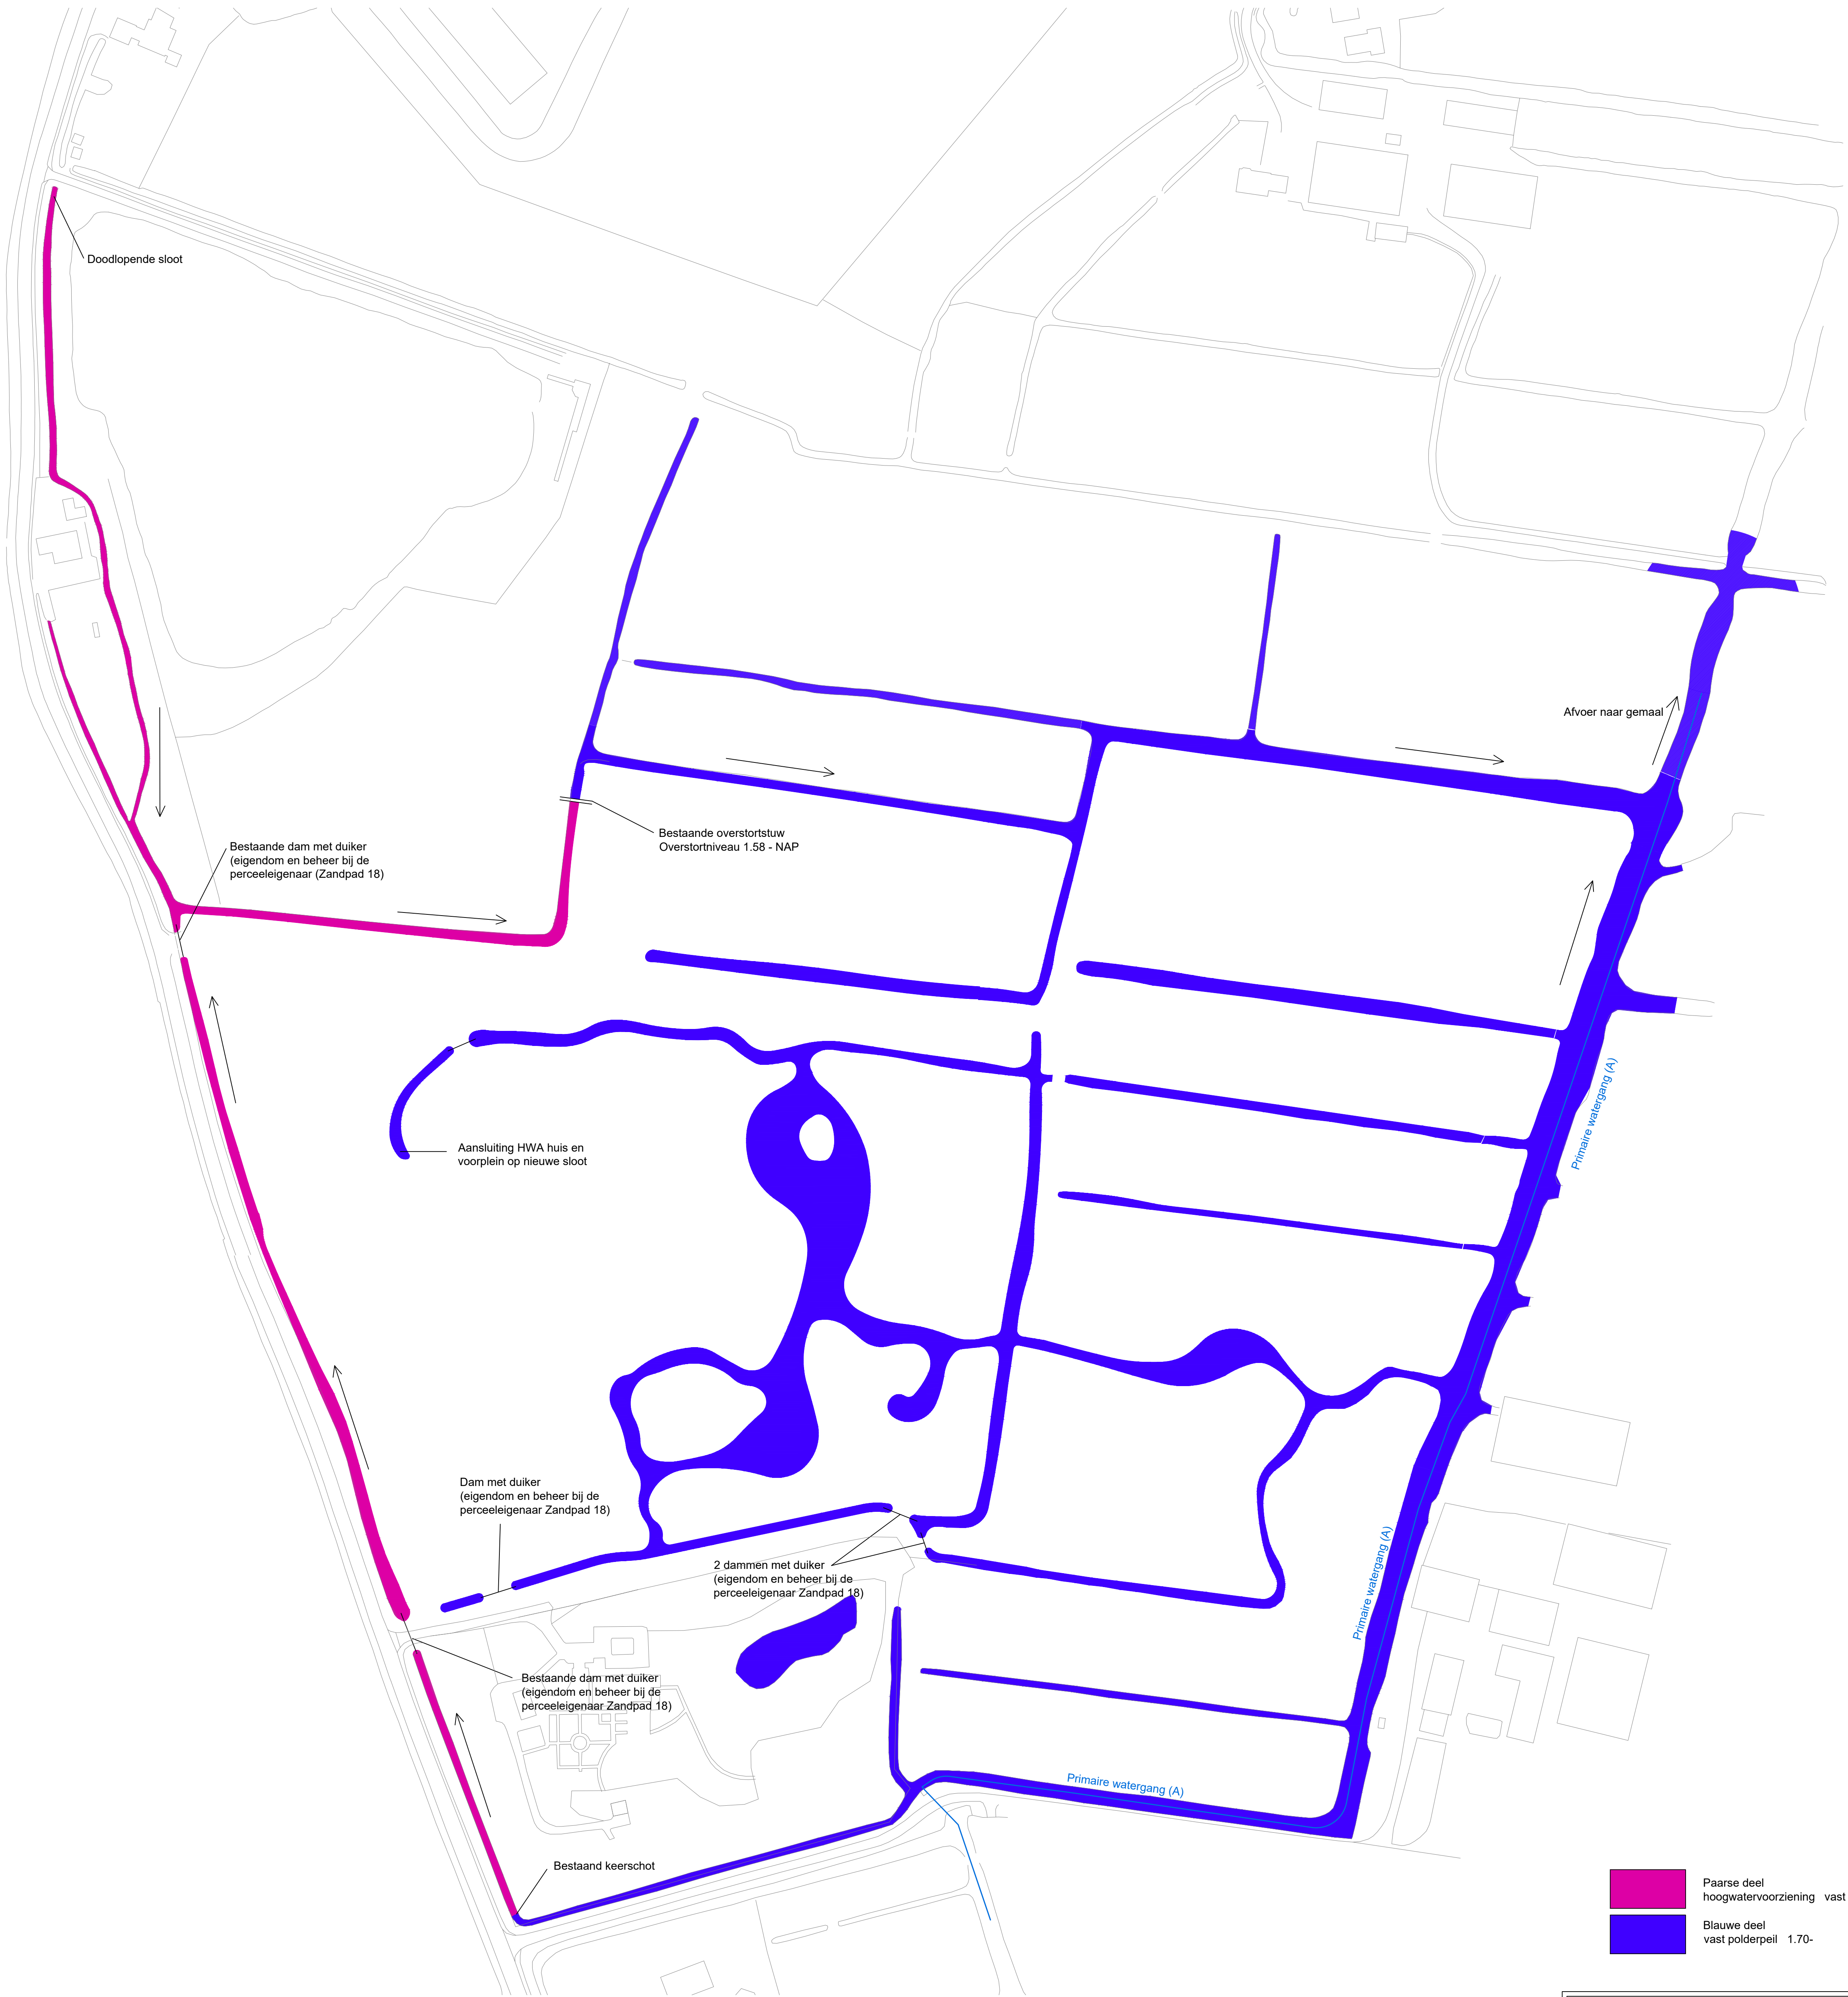 Doodlopende sloot
Afvoer naar gemaal
Bestaande overstortstuw
Overstortniveau 1.58 - NAP
Bestaande dam met duiker
(eigendom en beheer bij de
perceeleigenaar (Zandpad 18)
Primaire watergang (A)
Aansluiting HWA huis en
voorplein op nieuwe sloot
Dam met duiker
(eigendom en beheer bij de
perceeleigenaar Zandpad 18)
Primaire watergang (A)
2 dammen met duiker
(eigendom en beheer bij de
perceeleigenaar Zandpad 18)
Bestaande dam met duiker
(eigendom en beheer bij de
perceeleigenaar Zandpad 18)
Primaire watergang (A)
Bestaand keerschot
Paarse deel
hoogwatervoorziening vast
Blauwe deel
vast polderpeil 1.70-